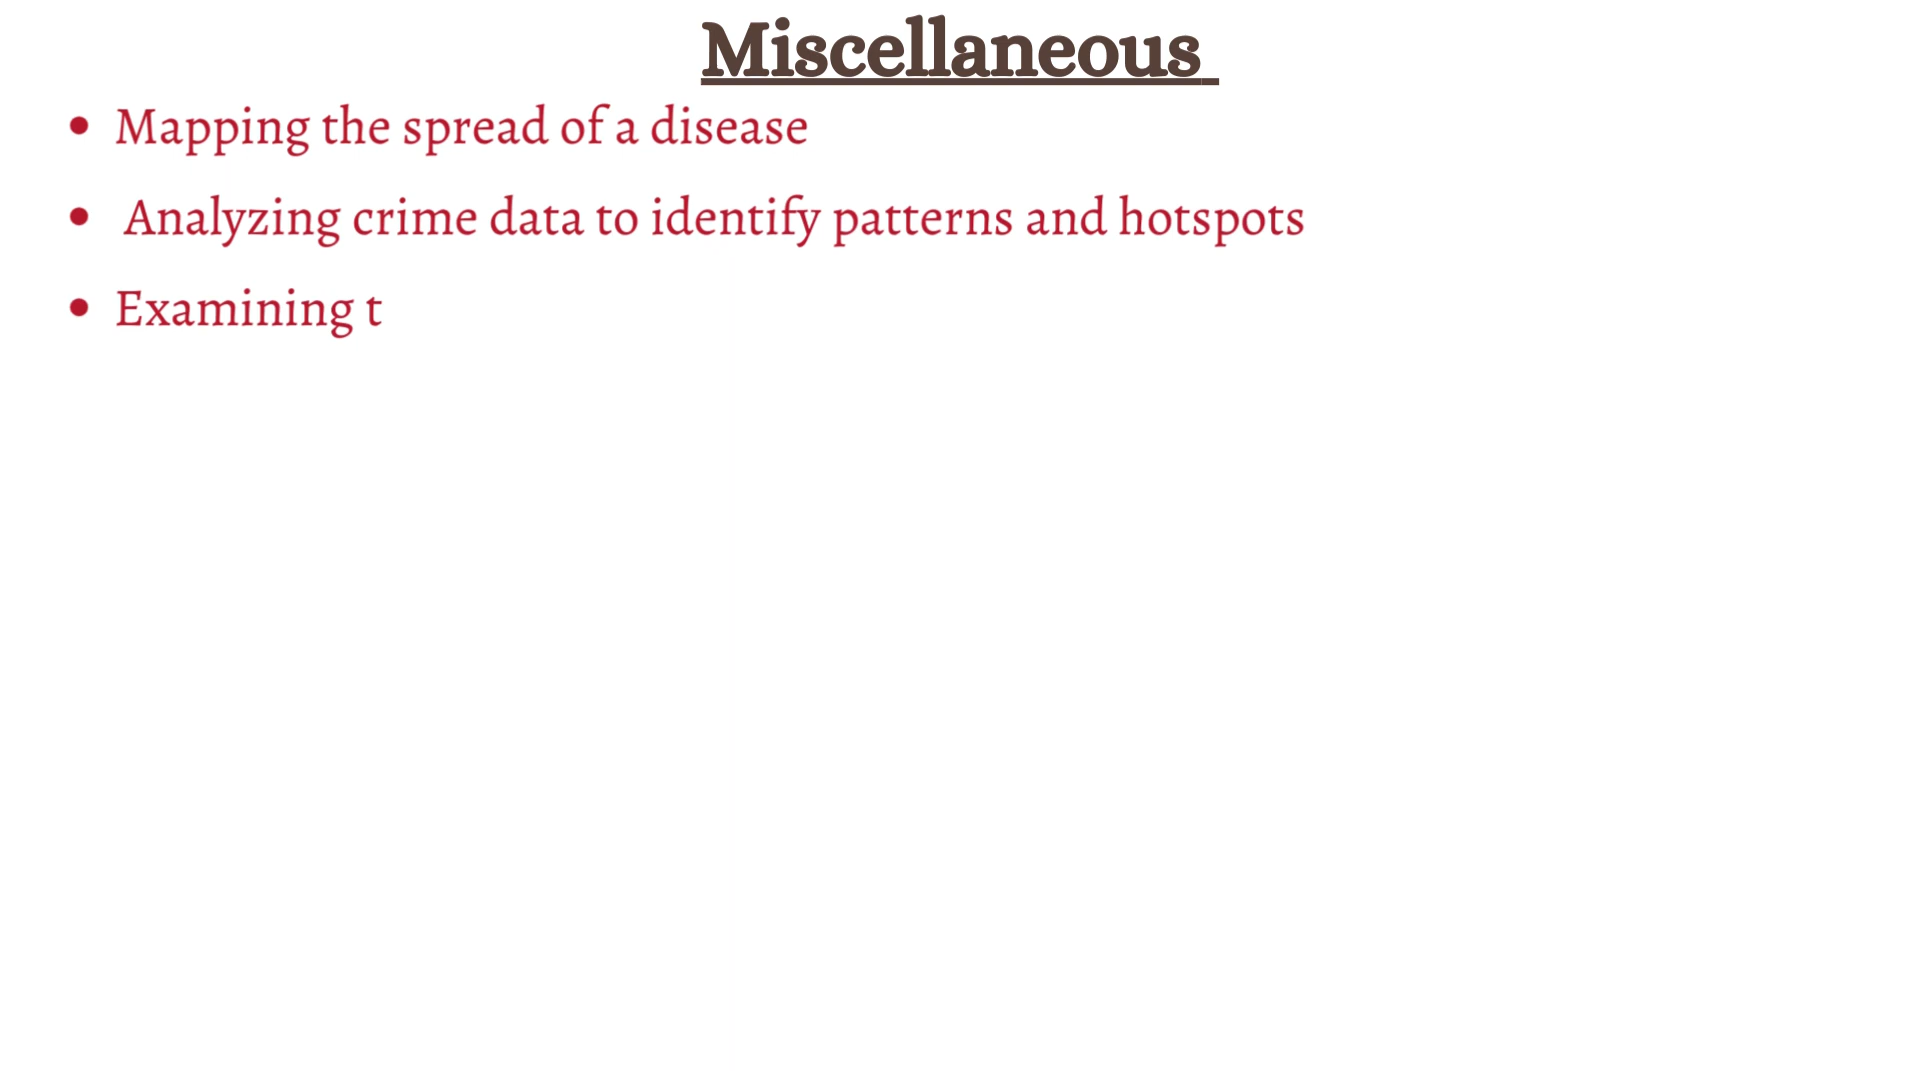 Miscellaneous
• Mapping the spread of a disease
• Analyzing crime data to identify patterns and hotspots
• Examining t